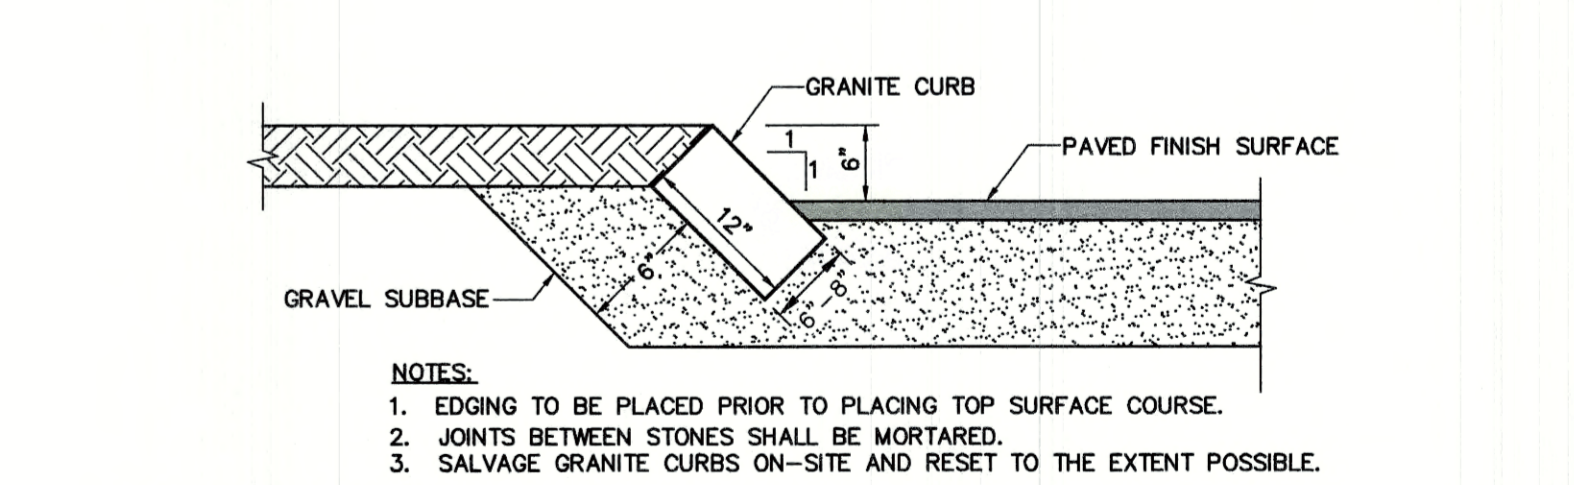 GRANITE CURB
1
1
6"
PAVED FINISH SURFACE
12"
6"
6"-8"
GRAVEL SUBBASE
NOTES:
1. EDGING TO BE PLACED PRIOR TO PLACING TOP SURFACE COURSE.
2. JOINTS BETWEEN STONES SHALL BE MORTARED.
3. SALVAGE GRANITE CURBS ON-SITE AND RESET TO THE EXTENT POSSIBLE.